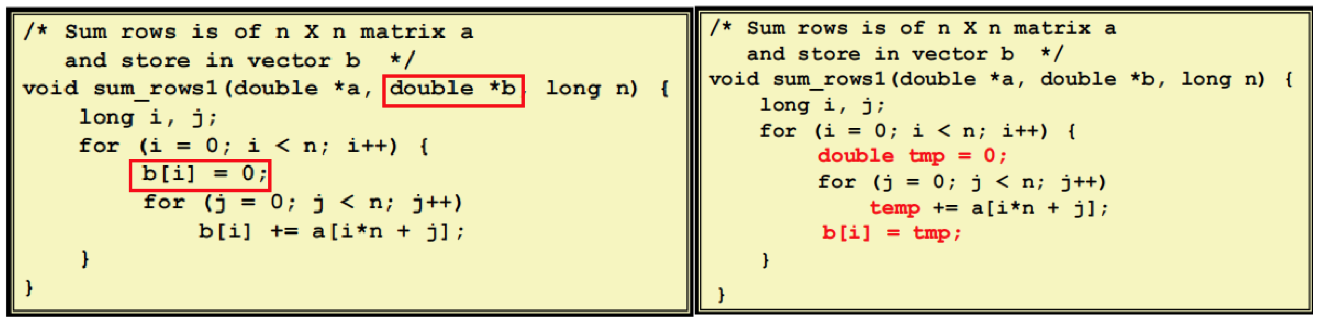 /* Sum rows is of n X n matrix a
and store in vector b */
void sum_rows1(double *a, double *b, long n) {
long i, j;
for (i = 0; i < n; i++) {
b[i] = 0;
for (j = 0; j < n; j++)
b[i] += a[i*n + j];
}
}
/* Sum rows is of n X n matrix a
and store in vector b */
void sum_rows1(double *a, double *b, long n) {
long i, j;
for (i = 0; i < n; i++) {
double tmp = 0;
for (j = 0; j < n; j++)
temp += a[i*n + j];
b[i] = tmp;
}
}